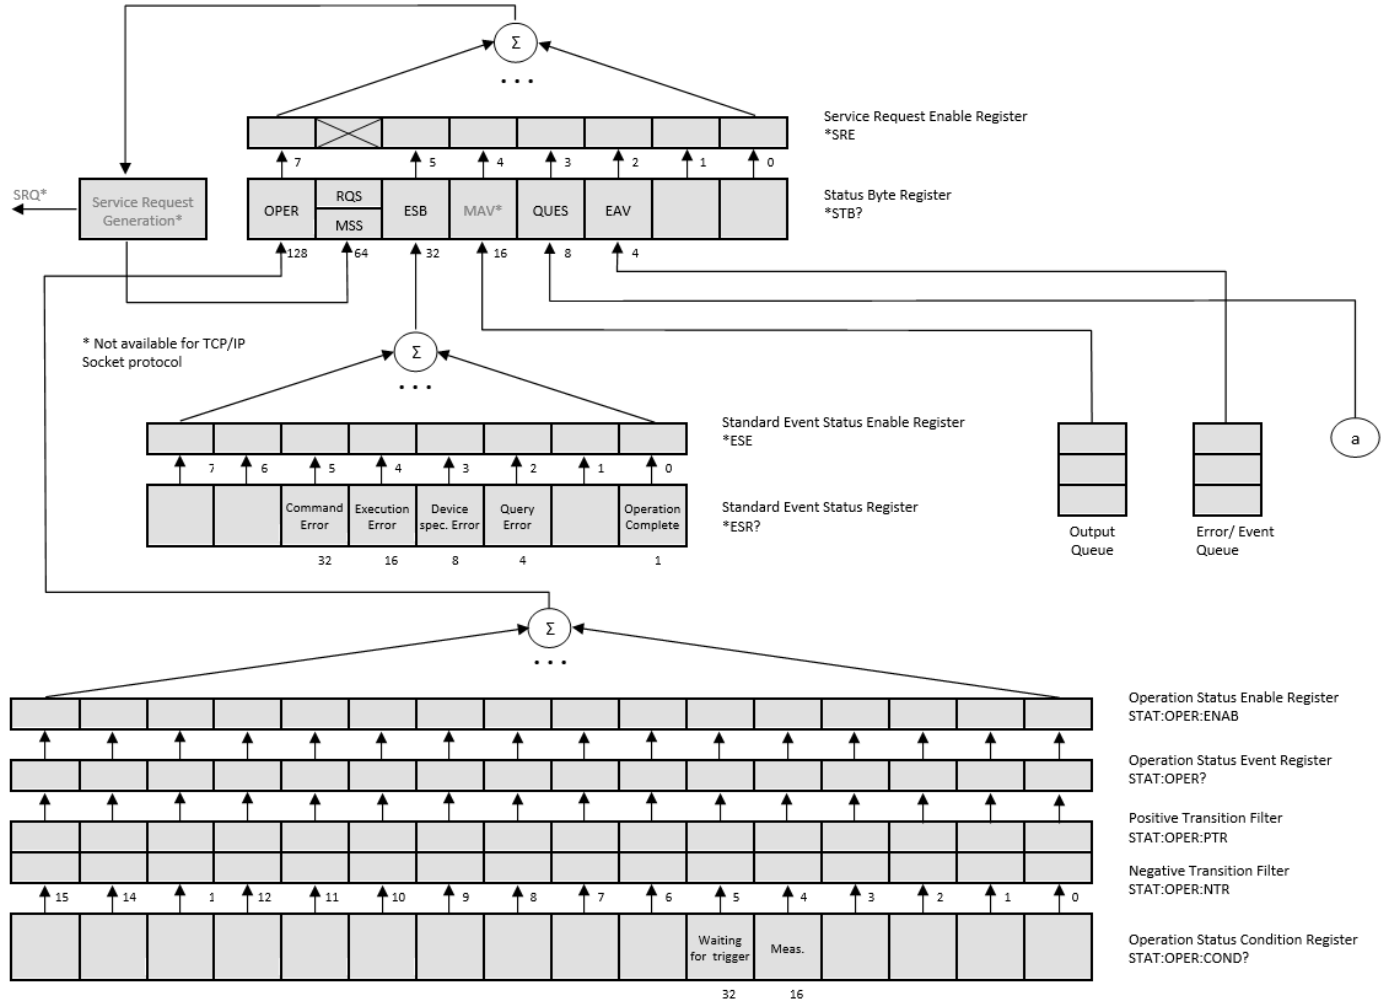 Σ
. . .
Service Request Enable Register
*SRE
7
5
4
3
2
1
0
SRQ*
Service Request
Generation*
OPER
RQS
MSS
ESB
MAV*
QUES
EAV
Status Byte Register
*STB?
128
64
32
16
8
4
* Not available for TCP/IP
Socket protocol
Σ
. . .
Standard Event Status Enable Register
*ESE
7
6
5
4
3
2
1
0
Command
Error
Execution
Error
Device
spec. Error
Query
Error
Operation
Complete
Standard Event Status Register
*ESR?
32
16
8
4
1
Output
Queue
Error/ Event
Queue
a
Σ
. . .
Operation Status Enable Register
STAT:OPER:ENAB
Operation Status Event Register
STAT:OPER?
Positive Transition Filter
STAT:OPER:PTR
Negative Transition Filter
STAT:OPER:NTR
15
14
1
12
11
10
9
8
7
6
5
4
3
2
1
0
Waiting
for trigger
Meas.
Operation Status Condition Register
STAT:OPER:COND?
32
16